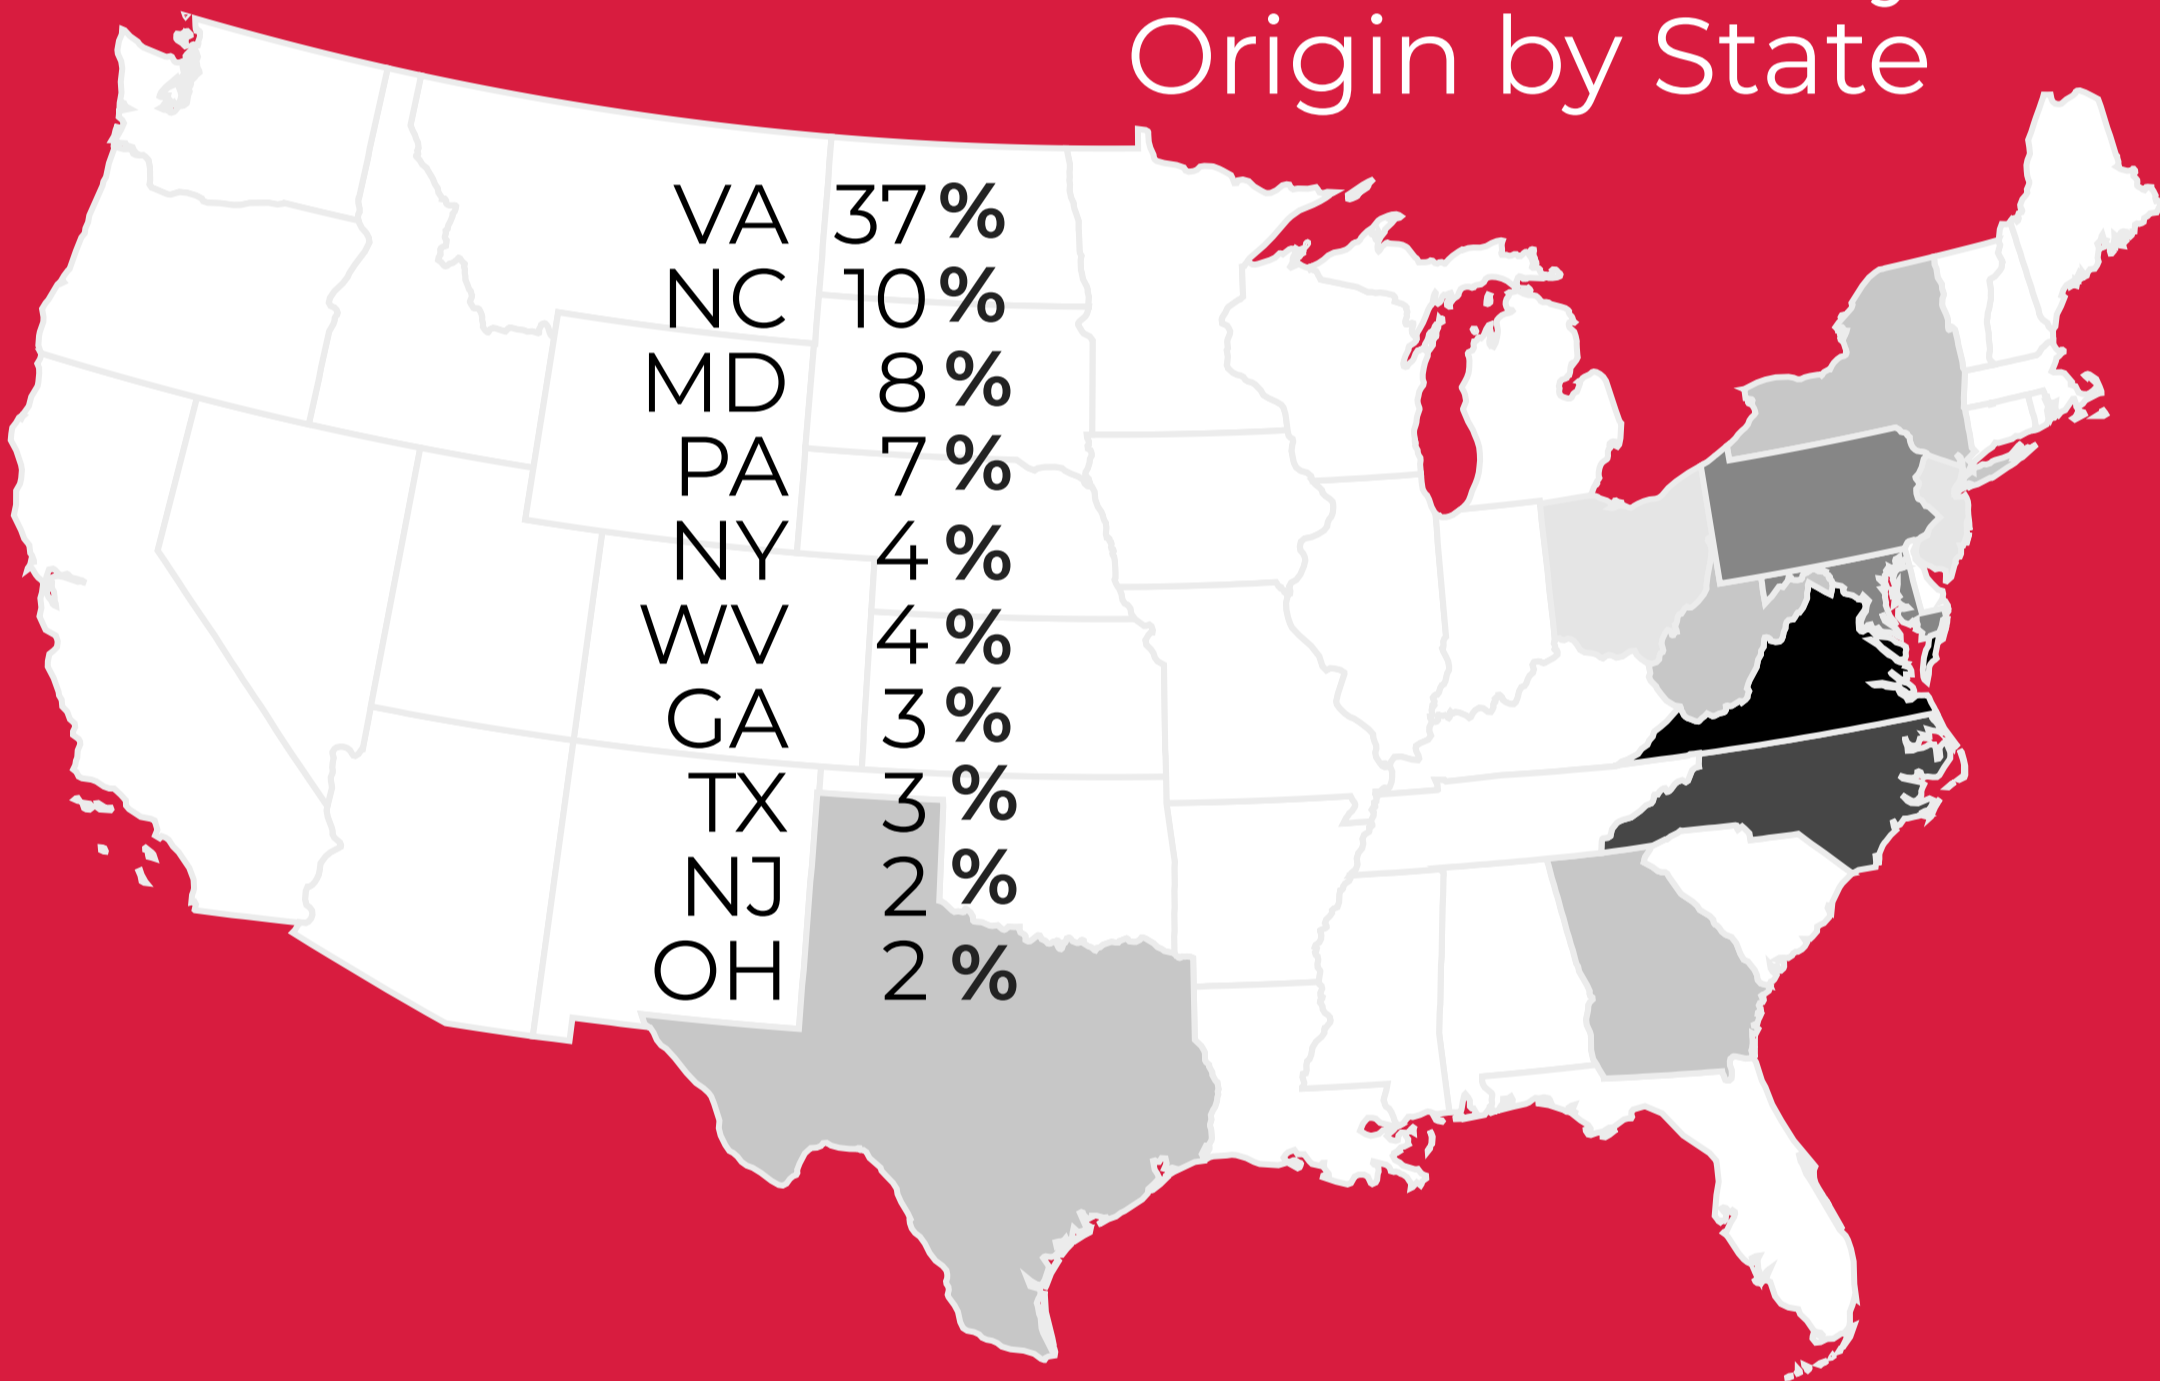 Origin by State
VA 37%
NC 10%
MD 8%
PA 7%
NY 4%
WV 4%
GA 3%
TX 3%
NJ 2%
OH 2%